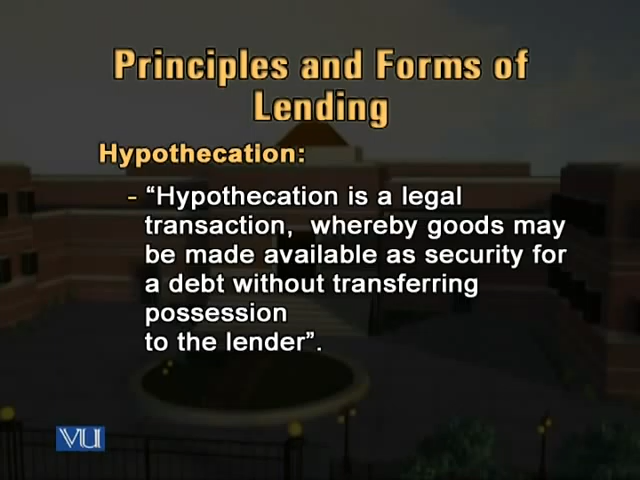 Principles and Forms of
Lending
Hypothecation:
- “Hypothecation is a legal
transaction,  whereby goods may
be made available as security for
a debt without transferring
possession
to the lender”.
VU